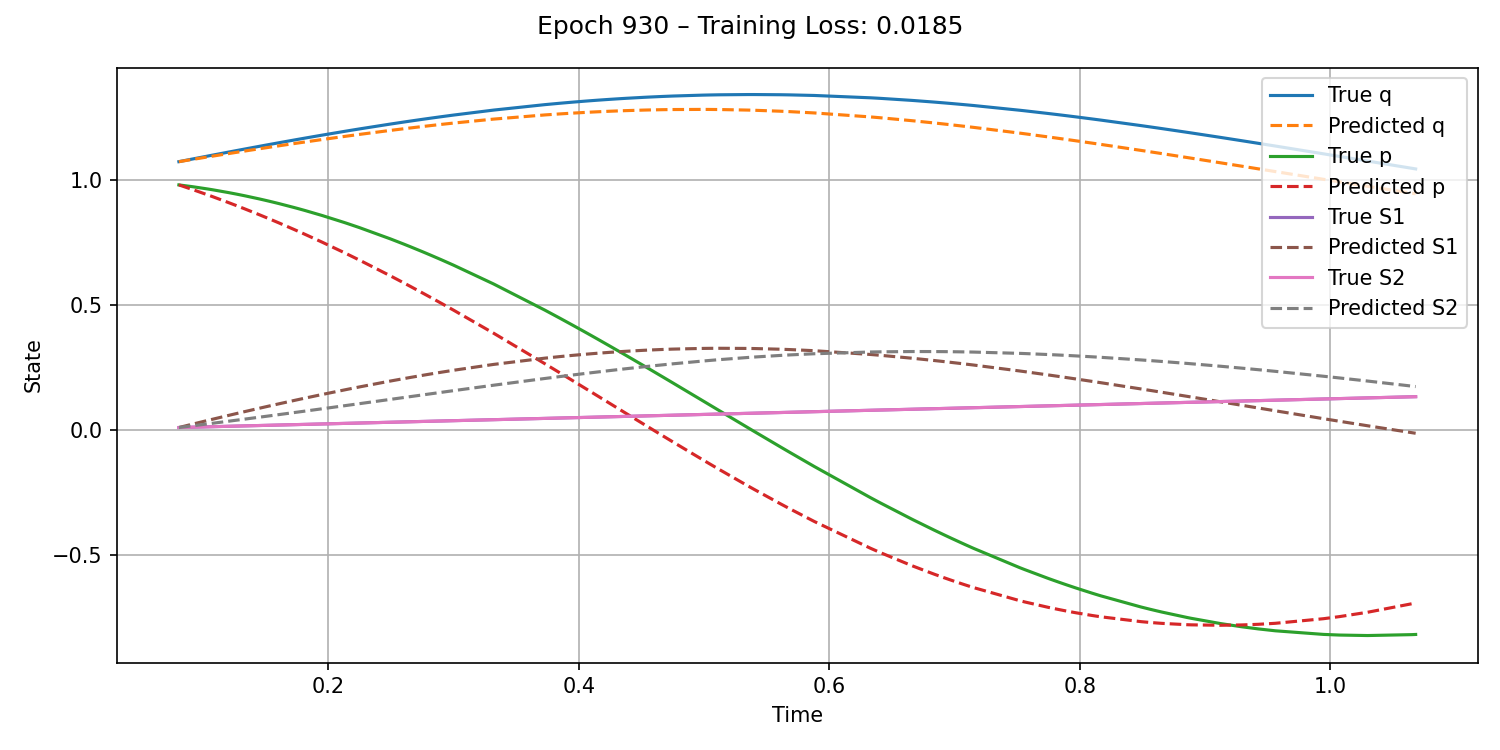 Epoch 930 – Training Loss: 0.0185
True q
Predicted q
True p
Predicted p
True S1
Predicted S1
True S2
Predicted S2
State
1.0
0.5
0.0
−0.5
0.2
0.4
0.6
0.8
1.0
Time